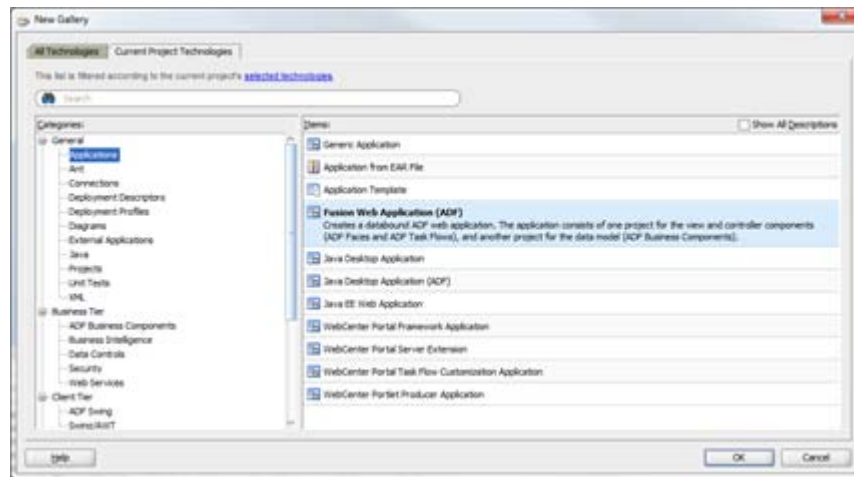 New Gallery
All Technologies
Current Project Technologies
This list is filtered according to the current project's selected technologies.
Search
Categories:
General
Applications
Ant
Connections
Deployment Descriptors
Deployment Profiles
Diagrams
External Applications
Java
Projects
Unit Tests
XML
Business Tier
ADF Business Components
Business Intelligence
Data Controls
Security
Web Services
Client Tier
ADF Swing
Swing/AWT
Items:
Show All Descriptions
Generic Application
Application from EAR File
Application Template
Fusion Web Application (ADF)
Creates a databound ADF web application. The application consists of one project for the view and controller components
(ADF Faces and ADF Task Flows), and another project for the data model (ADF Business Components).
Java Desktop Application
Java Desktop Application (ADF)
Java EE Web Application
WebCenter Portal Framework Application
WebCenter Portal Server Extension
WebCenter Portal Task Flow Customization Application
WebCenter Portlet Producer Application
Help
OK
Cancel